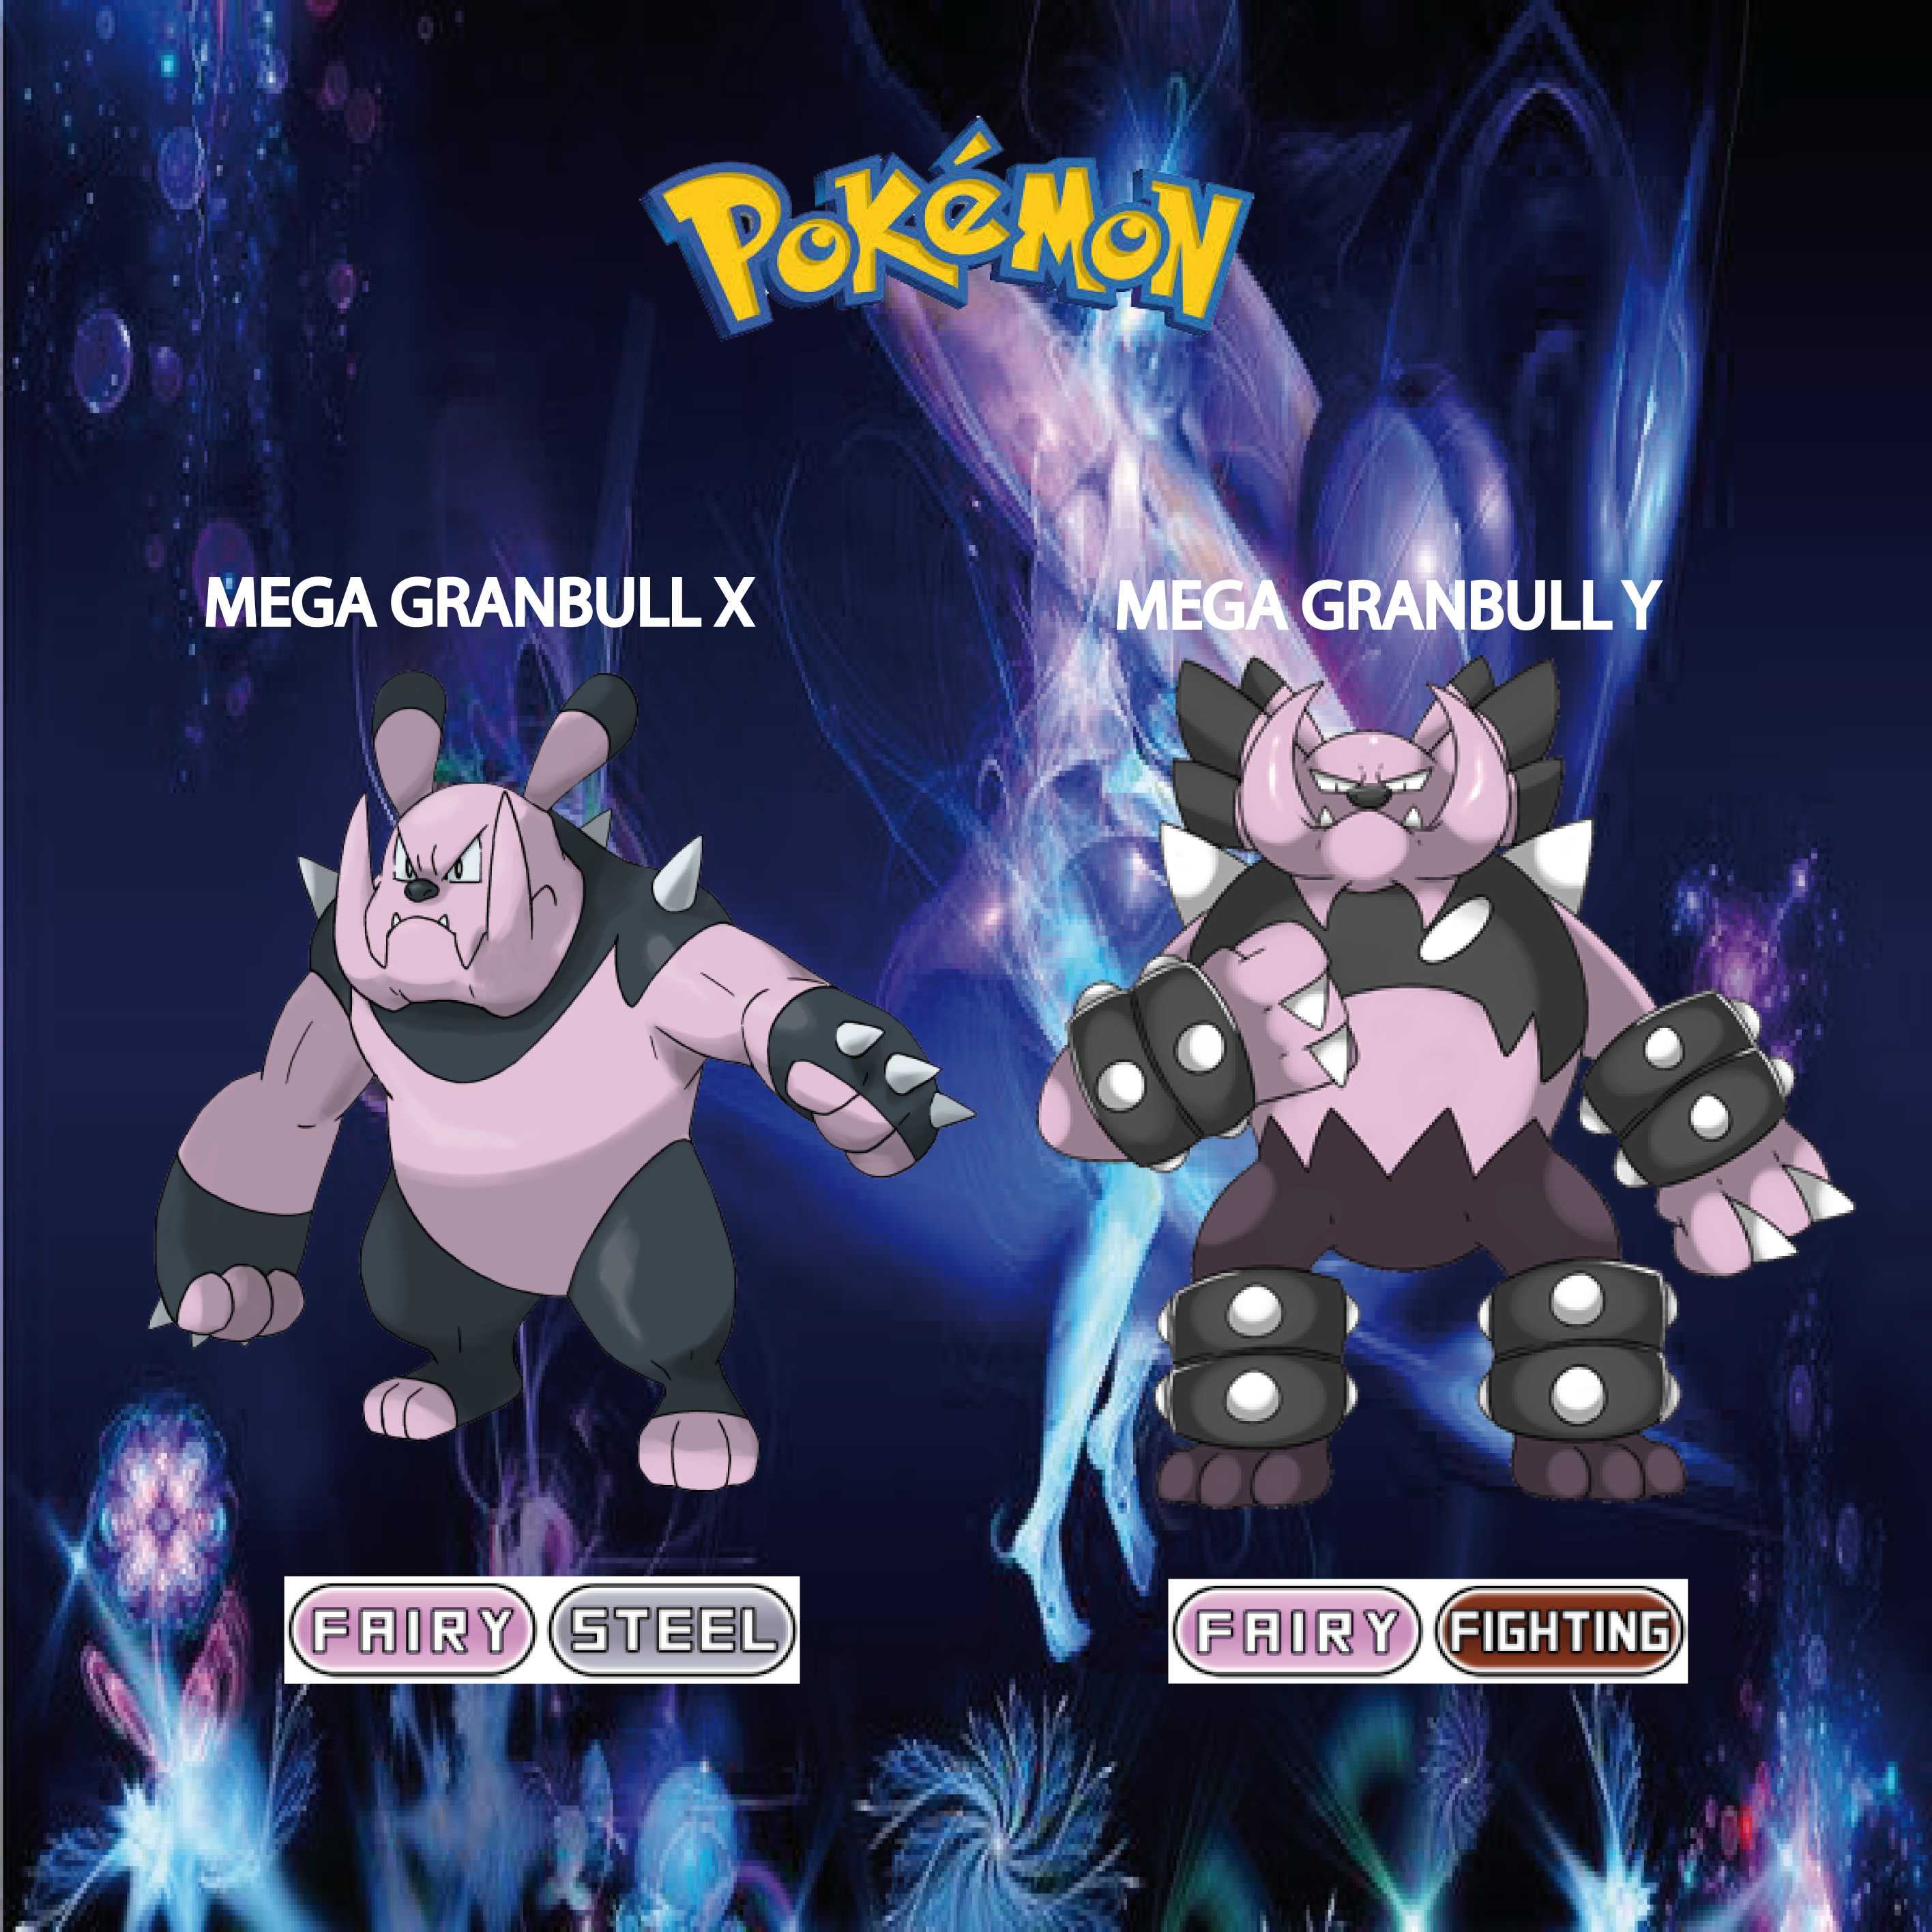 POKéMON
MEGA GRANBULL X
MEGA GRANBULL Y
FAIRY STEEL
FAIRY FIGHTING